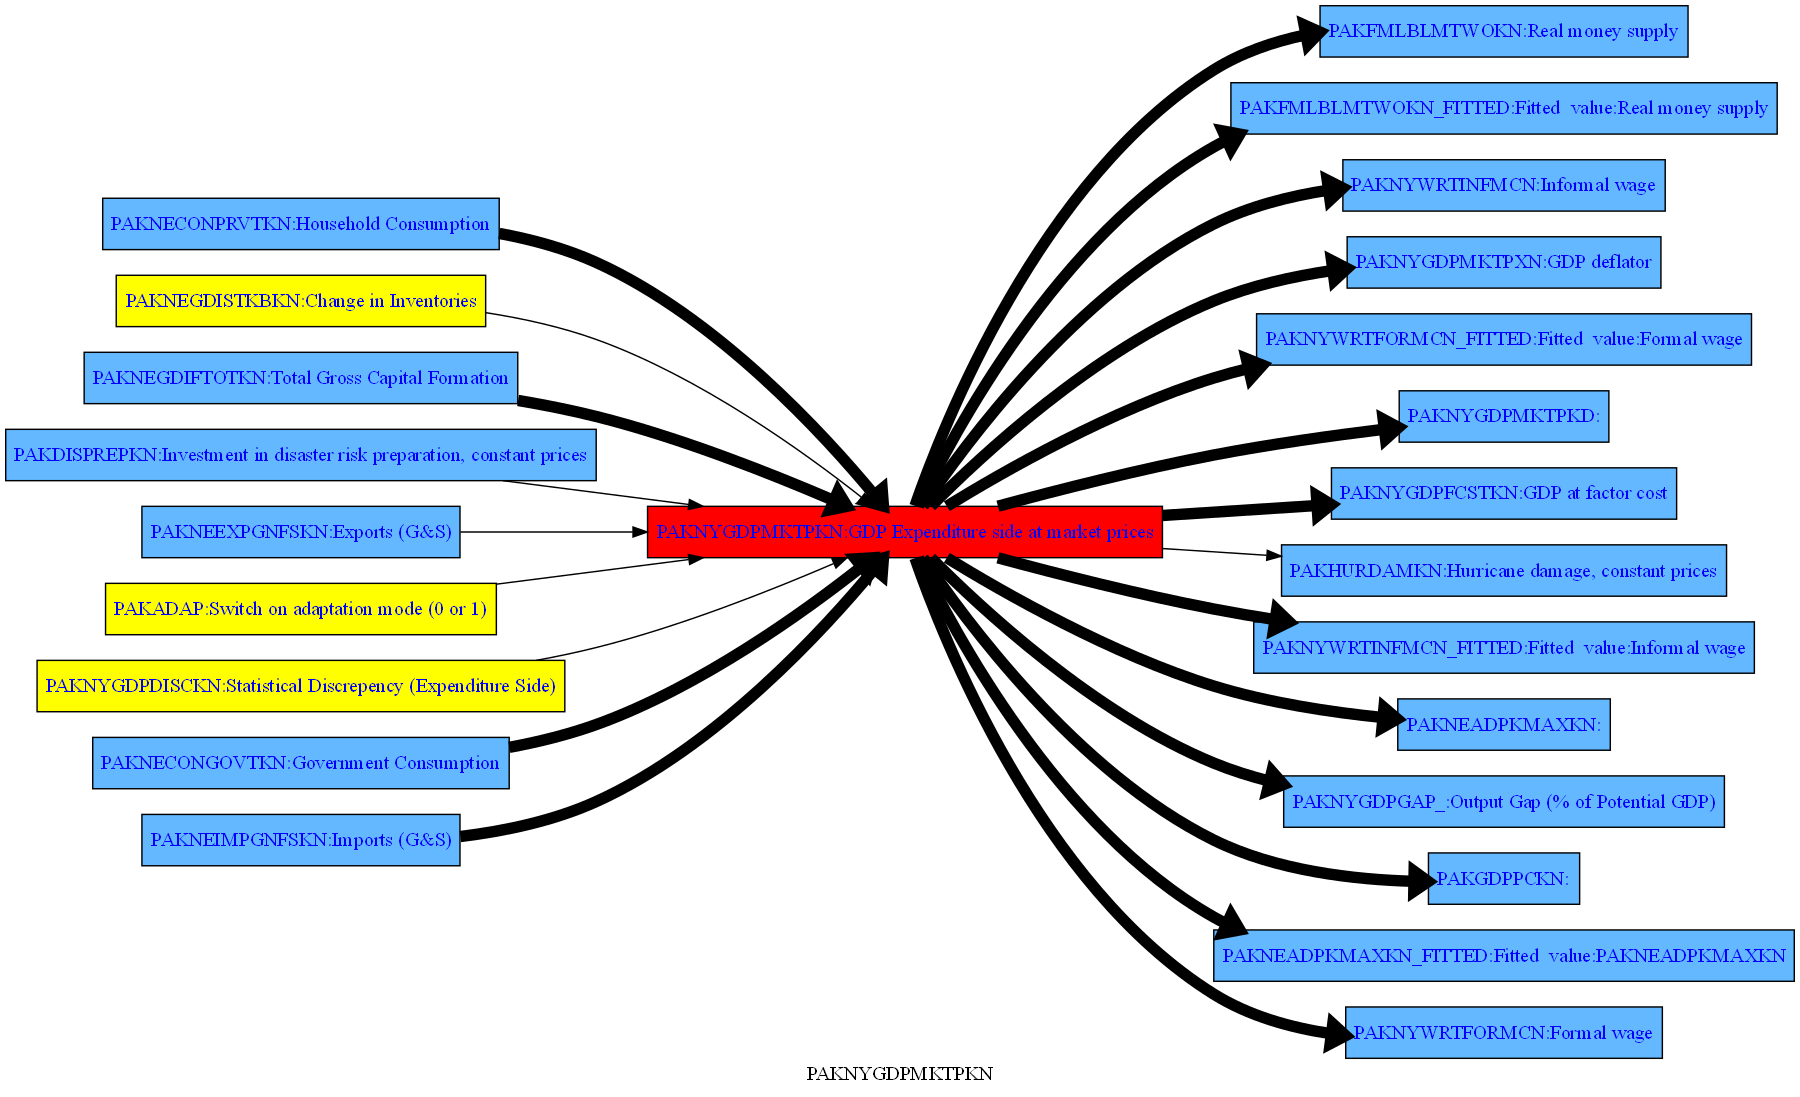 PAKNECONPRVTKN:Household Consumption
PAKNEGDISTKBKN:Change in Inventories
PAKNEGDIFTOTKN:Total Gross Capital Formation
PAKDISPREPKN:Investment in disaster risk preparation, constant prices
PAKNEEXPGNFSKN:Exports (G&S)
PAKADAP:Switch on adaptation mode (0 or 1)
PAKNYGDPDISCKN:Statistical Discrepency (Expenditure Side)
PAKNECONGOVTKN:Government Consumption
PAKNEIMPGNFSKN:Imports (G&S)
PAKNYGDPMKTPKN:GDP Expenditure side at market prices
PAKFMLBLMTWOKN:Real money supply
PAKFMLBLMTWOKN_FITTED:Fitted value:Real money supply
PAKNYWRTINFMCN:Informal wage
PAKNYGDPMKTPXN:GDP deflator
PAKNYWRTFORMCN_FITTED:Fitted value:Formal wage
PAKNYGDPMKTPKD:
PAKNYGDPFCSTKN:GDP at factor cost
PAKHURDAMKN:Hurricane damage, constant prices
PAKNYWRTINFMCN_FITTED:Fitted value:Informal wage
PAKNEADPKMAXKN:
PAKNYGDPGAP_:Output Gap (% of Potential GDP)
PAKGDPPCKN:
PAKNEADPKMAXKN_FITTED:Fitted value:PAKNEADPKMAXKN
PAKNYWRTFORMCN:Formal wage
PAKNYGDPMKTPKN